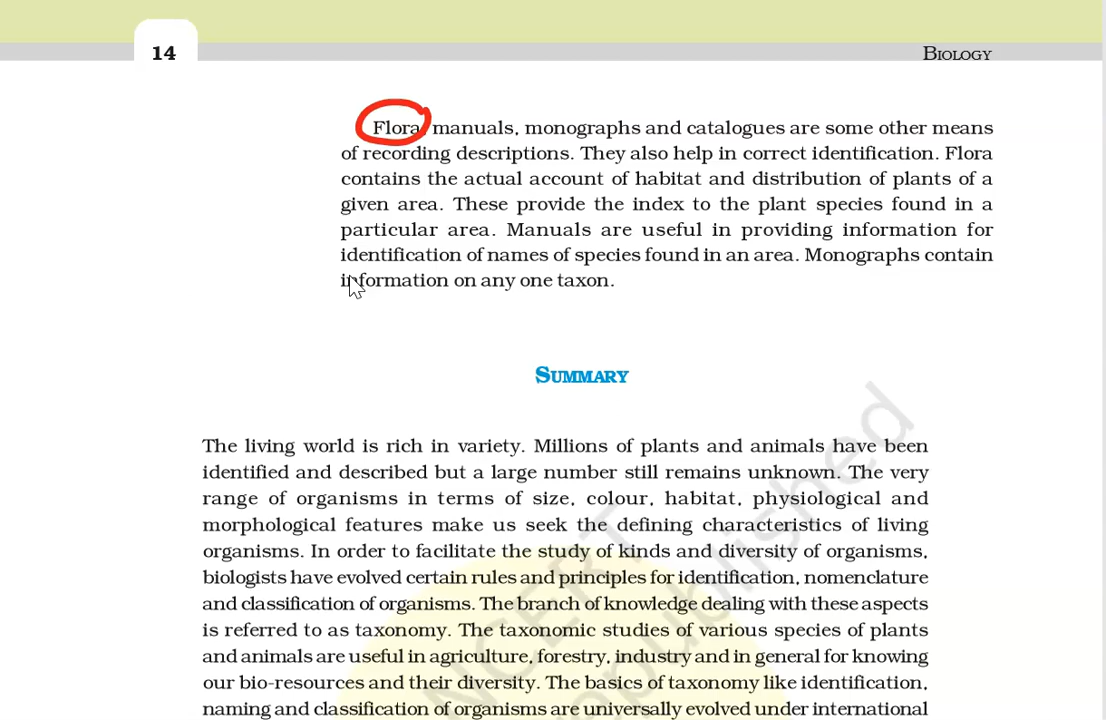 14
BIOLOGY
Flora, manuals, monographs and catalogues are some other means
of recording descriptions. They also help in correct identification. Flora
contains the actual account of habitat and distribution of plants of a
given area. These provide the index to the plant species found in a
particular area. Manuals are useful in providing information for
identification of names of species found in an area. Monographs contain
information on any one taxon.
SUMMARY
The living world is rich in variety. Millions of plants and animals have been
identified and described but a large number still remains unknown. The very
range of organisms in terms of size, colour, habitat, physiological and
morphological features make us seek the defining characteristics of living
organisms. In order to facilitate the study of kinds and diversity of organisms,
biologists have evolved certain rules and principles for identification, nomenclature
and classification of organisms. The branch of knowledge dealing with these aspects
is referred to as taxonomy. The taxonomic studies of various species of plants
and animals are useful in agriculture, forestry, industry and in general for knowing
our bio-resources and their diversity. The basics of taxonomy like identification,
naming and classification of organisms are universally evolved under international
NCERT
republished